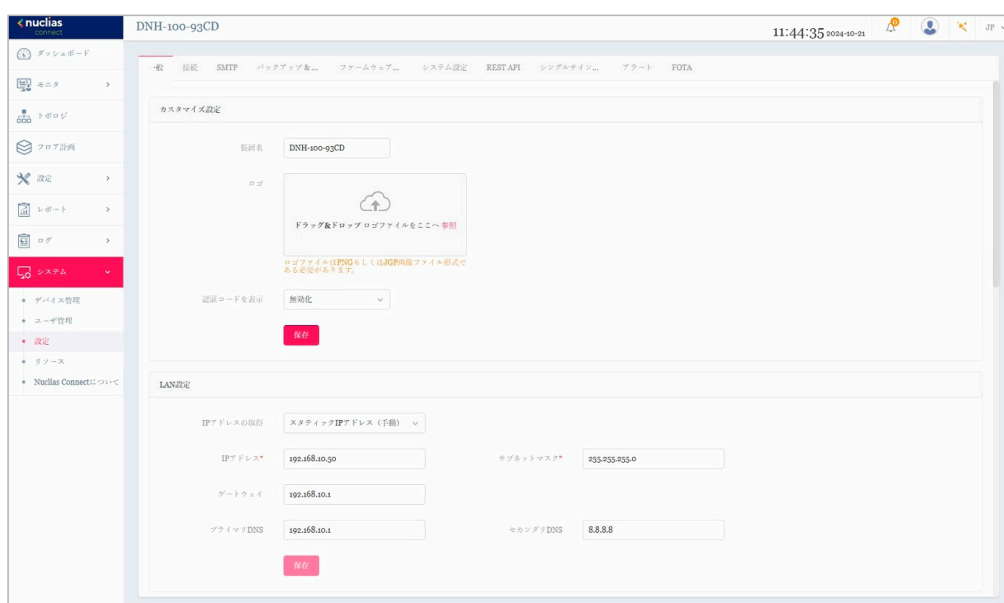 nuclias
connect
DNH-100-93CD
11:44:35 2024-10-21
0
JP
ダッシュボード
モニタ
トポロジ
フロア計画
設定
レポート
ログ
システム
デバイス管理
ユーザ管理
設定
リソース
Nuclias Connectについて
一般 接続 SMTP バックアップ&... ファームウェア... システム設定 REST API シングルサイン... アラート FOTA
カスタマイズ設定
装置名 DNH-100-93CD
ロゴ
ドラッグ&ドロップ ロゴファイルをここへ 参照
ロゴファイルはPNGもしくはJGP両端ファイル形式で
ある必要があります。
認証コードを表示 無効化
保存
LAN設定
IPアドレスの取得 スタティックIPアドレス（手動）
IPアドレス* 192.168.10.50 サブネットマスク* 255.255.255.0
ゲートウェイ 192.168.10.1
プライマリDNS 192.168.10.1 セカンダリDNS 8.8.8.8
保存